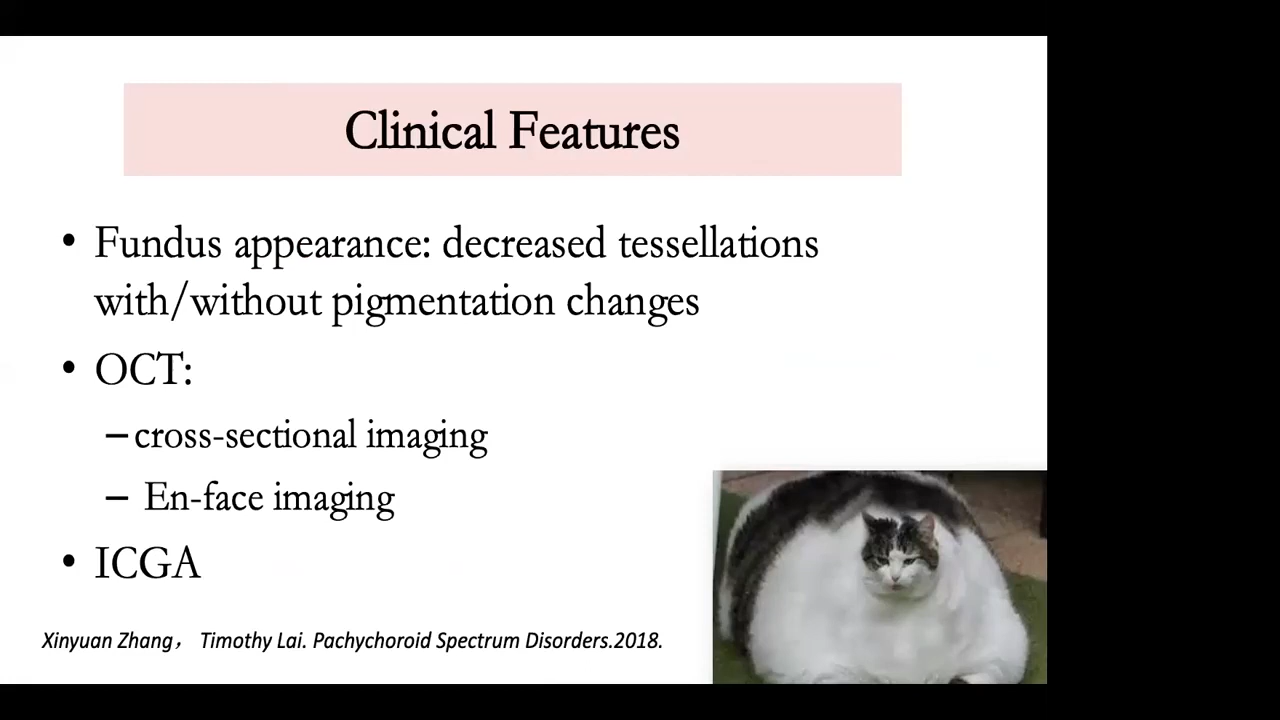 Clinical Features
• Fundus appearance: decreased tessellations
with/without pigmentation changes
• OCT:
–cross-sectional imaging
– En-face imaging
• ICGA
Xinyuan Zhang， Timothy Lai. Pachychoroid Spectrum Disorders.2018.